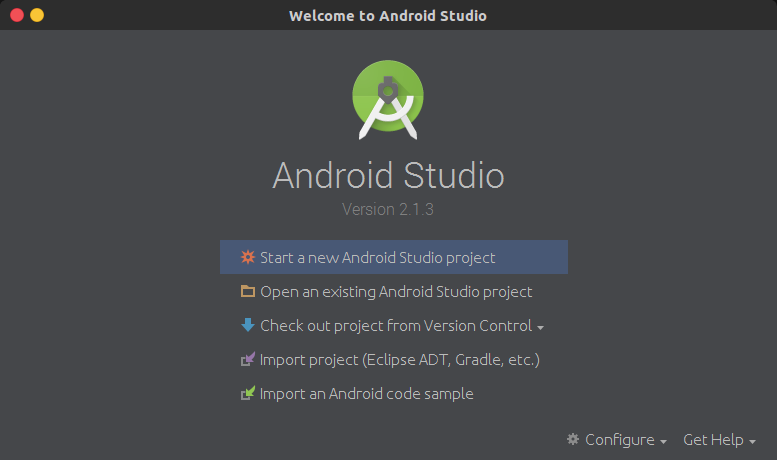 Welcome to Android Studio
Android Studio
Version 2.1.3
Start a new Android Studio project
Open an existing Android Studio project
Check out project from Version Control
Import project (Eclipse ADT, Gradle, etc.)
Import an Android code sample
Configure Get Help